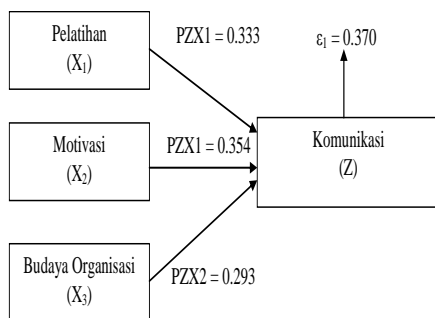 Pelatihan
(X₁)
PZX1 = 0.333
ε₁ = 0.370
Motivasi
(X₂)
PZX1 = 0.354
Komunikasi
(Z)
Budaya Organisasi
(X₃)
PZX2 = 0.293